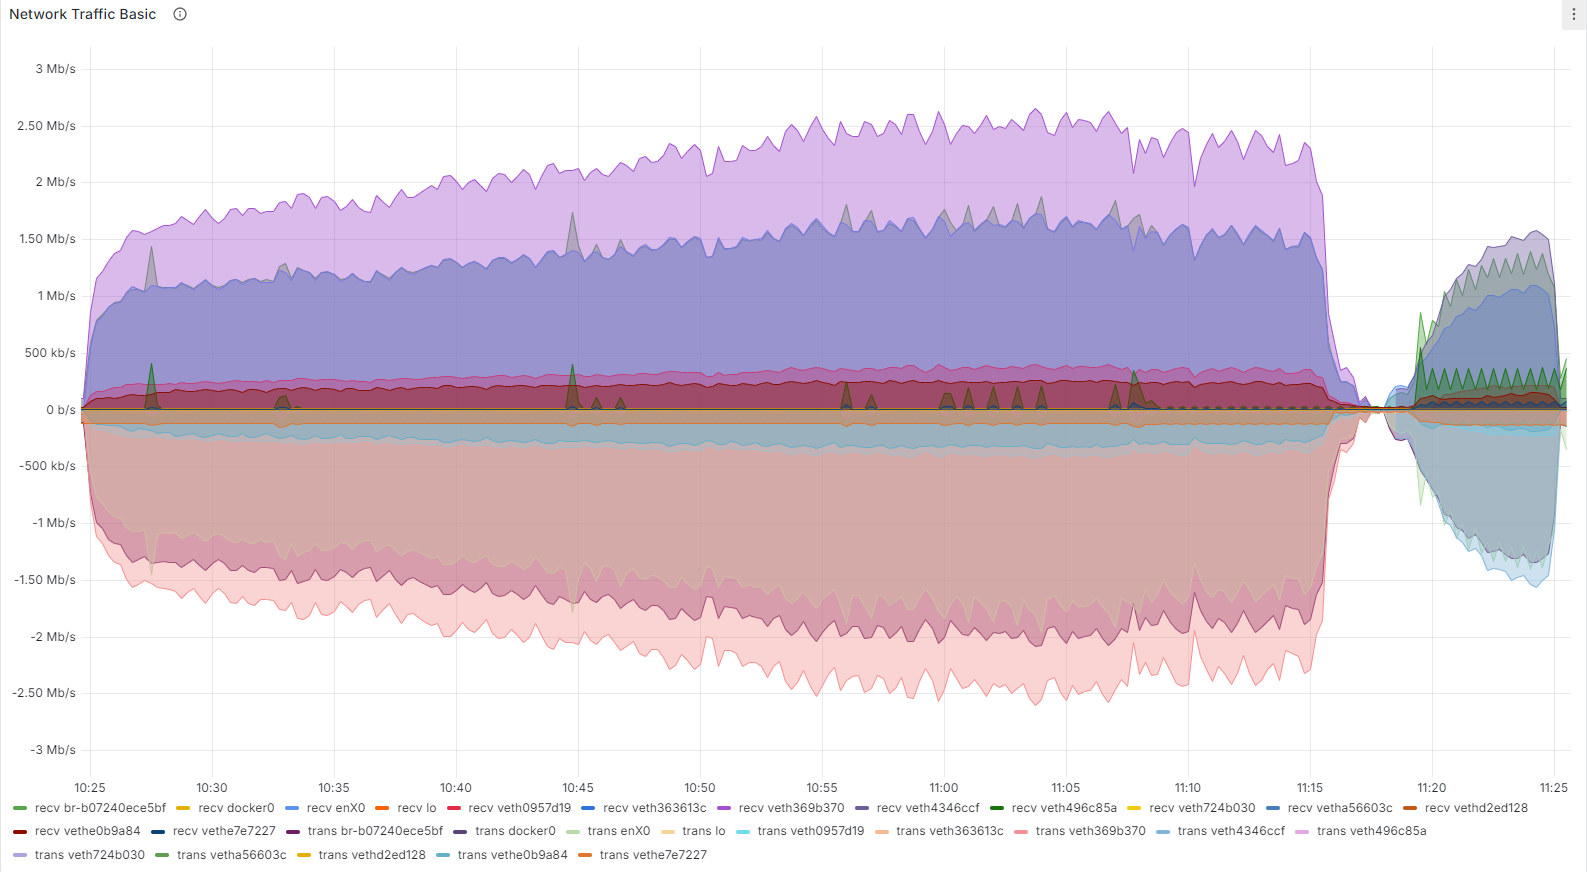 Network Traffic Basic
3 Mb/s
2.50 Mb/s
2 Mb/s
1.50 Mb/s
1 Mb/s
500 kb/s
0 b/s
-500 kb/s
-1 Mb/s
-1.50 Mb/s
-2 Mb/s
-2.50 Mb/s
-3 Mb/s
10:25 10:30 10:35 10:40 10:45 10:50 10:55 11:00 11:05 11:10 11:15 11:20 11:25
recv br-b07240ece5bf recv docker0 recv enX0 recv lo recv veth0957d19 recv veth363613c recv veth369b370 recv veth4346ccf recv veth496c85a recv veth724b030 recv vetha56603c recv vethd2ed128
recv vethe0b9a84 recv vethe7e7227 trans br-b07240ece5bf trans docker0 trans enX0 trans lo trans veth0957d19 trans veth363613c trans veth369b370 trans veth4346ccf trans veth496c85a
trans veth724b030 trans vetha56603c trans vethd2ed128 trans vethe0b9a84 trans vethe7e7227